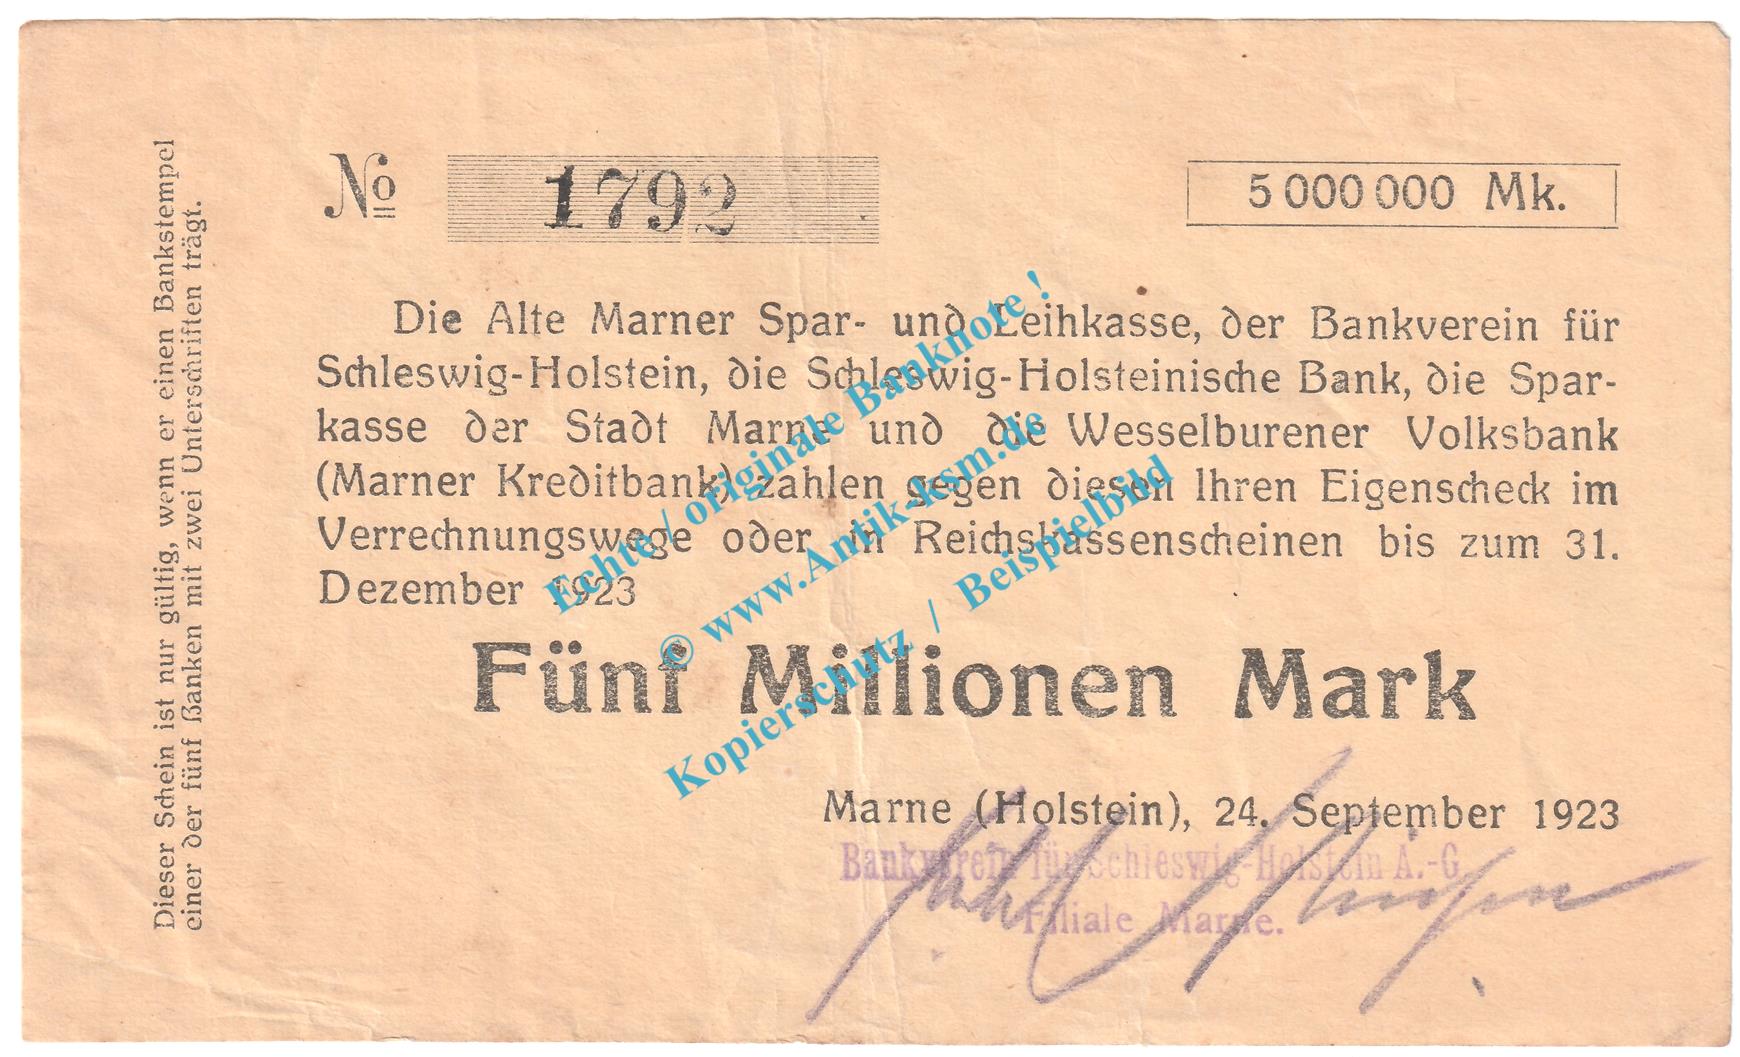 Dieser Schein ist nur gültig, wenn er einen Bankstempel
einer der fünf Banken mit zwei Unterschriften trägt.
No 1792
5 000 000 Mk.
Die Alte Marner Spar- und Leihkasse, der Bankverein für
Schleswig-Holstein, die Schleswig-Holsteinische Bank, die Spar-
kasse der Stadt Marne und die Wesselburener Volksbank
(Marner Kreditbank) zahlen gegen diesen Ihren Eigenscheck im
Verrechnungswege oder in Reichskassenscheinen bis zum 31.
Dezember 1923
Fünf Millionen Mark
Marne (Holstein), 24. September 1923
Bankverein für Schleswig-Holstein A.-G.
Filiale Marne.
Echte / originale Banknote !
© www.Antik-ksm.de
Kopierschutz / Beispielbild